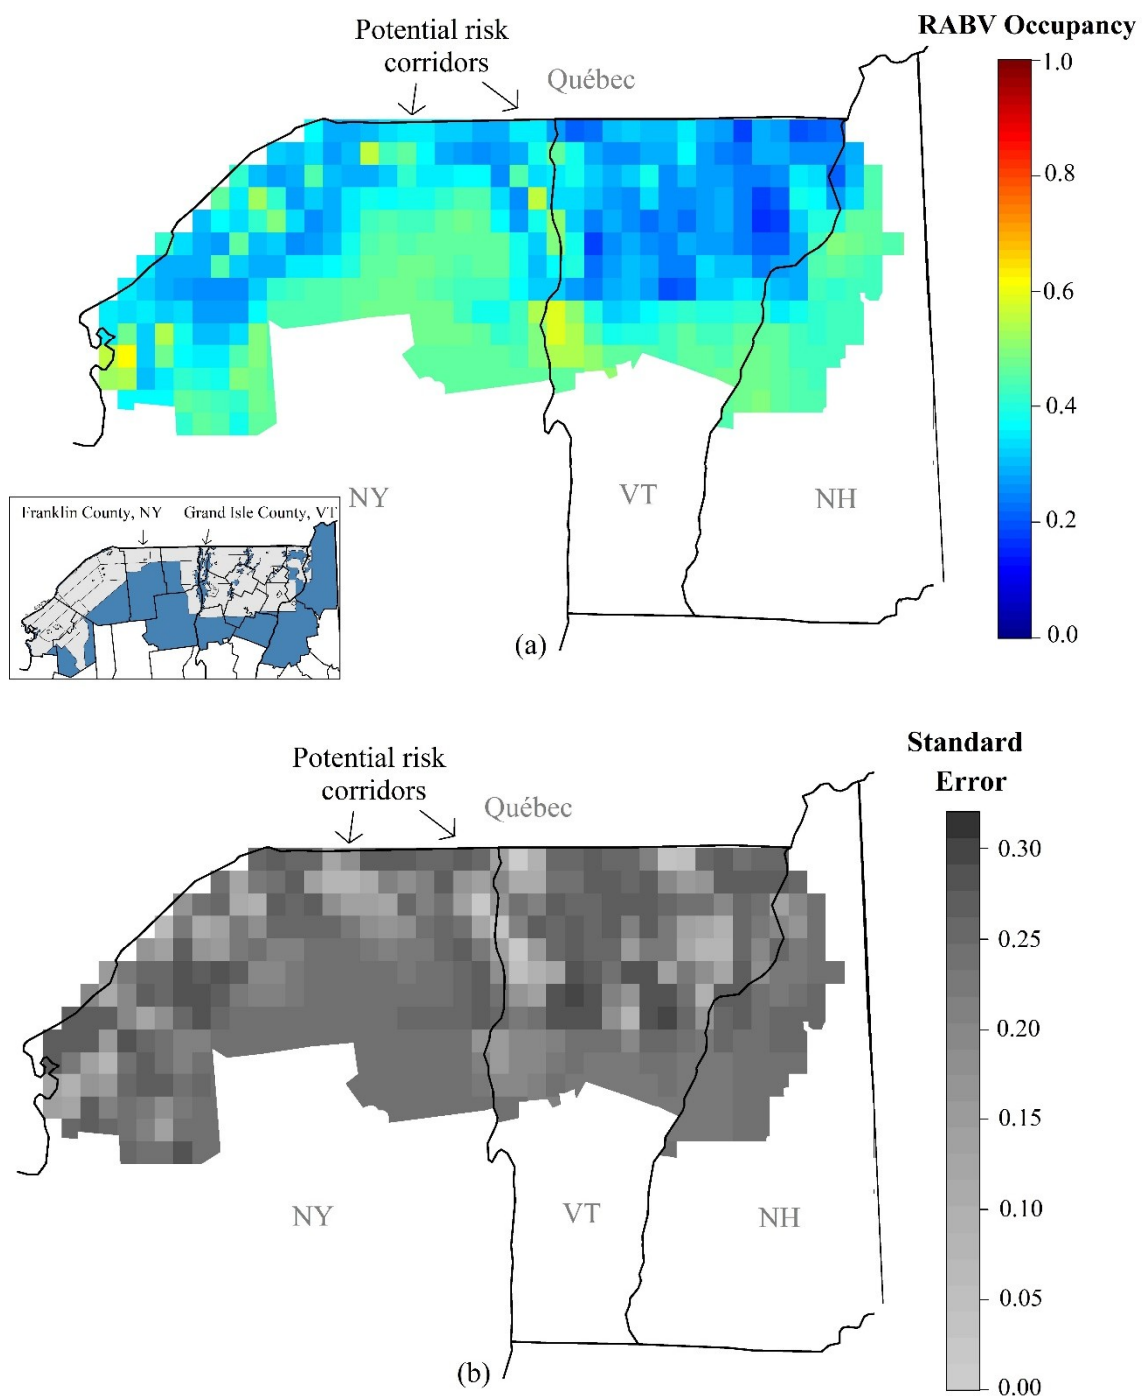 Potential risk
corridors
Québec
RABV Occupancy
1.0
0.8
0.6
0.4
0.2
0.0
NY
VT
NH
Franklin County, NY
Grand Isle County, VT
(a)
Potential risk
corridors
Québec
Standard
Error
0.30
0.25
0.20
0.15
0.10
0.05
0.00
NY
VT
NH
(b)